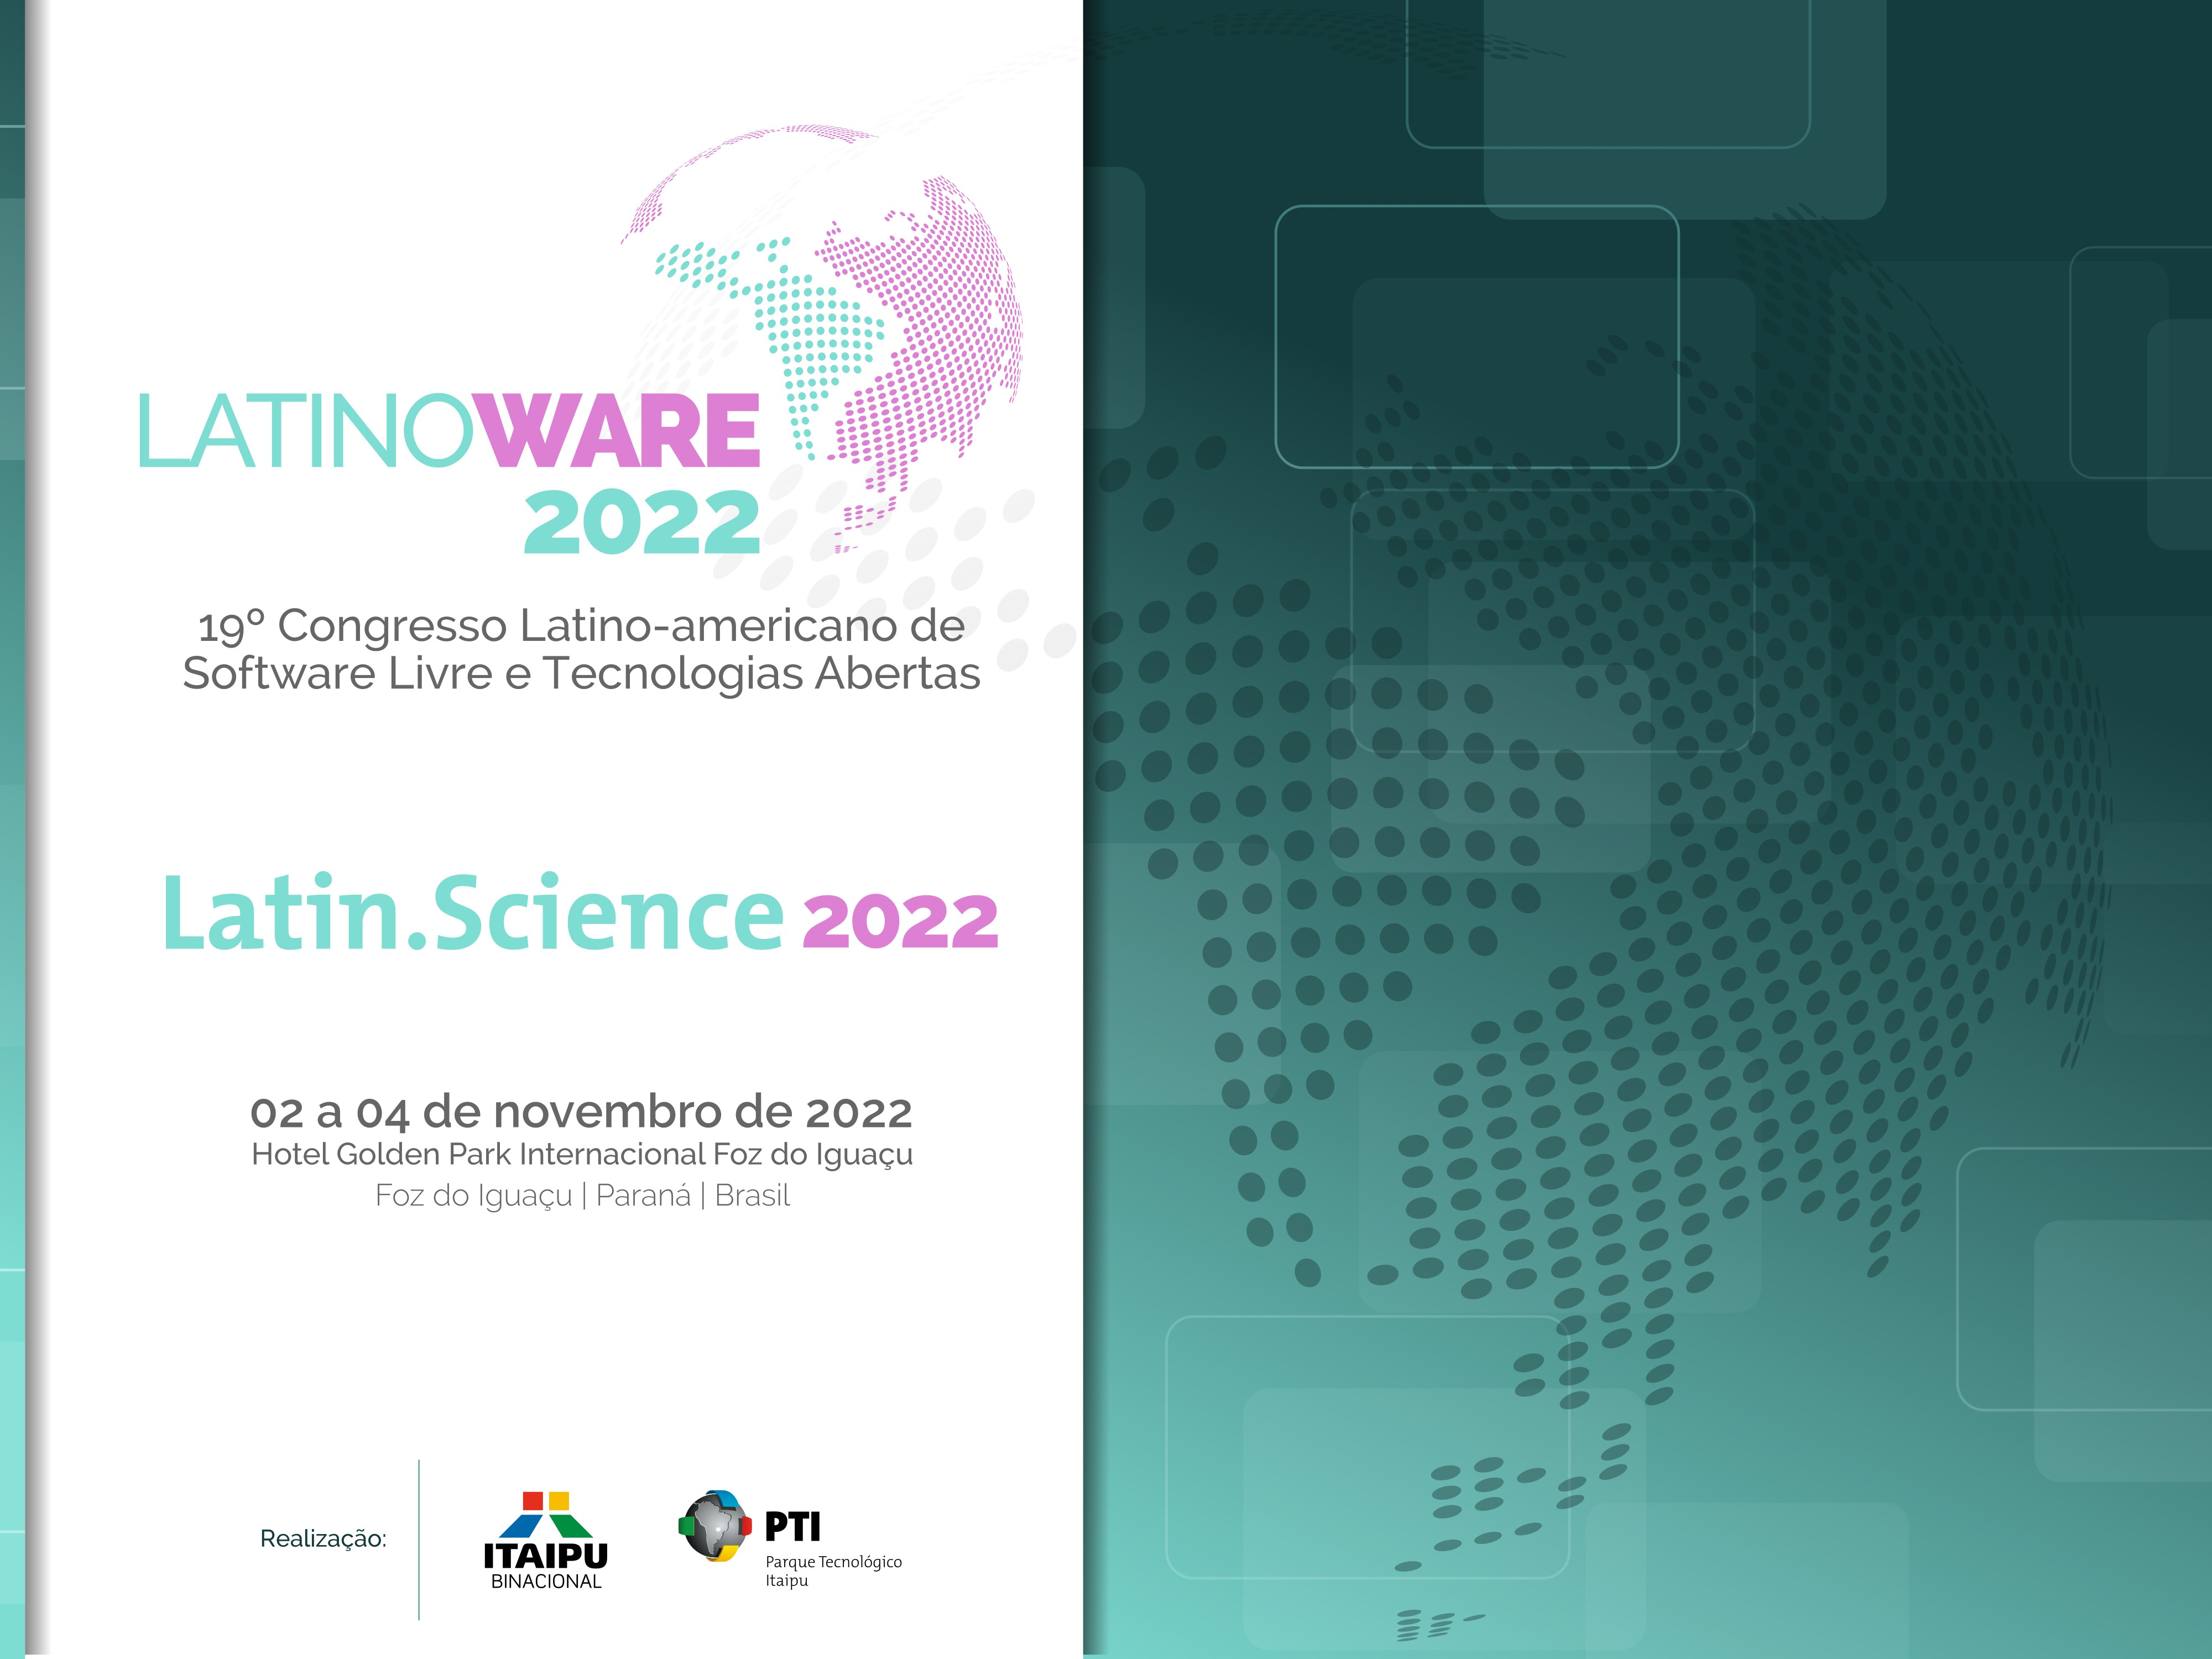 LATINOWARE
2022
19º Congresso Latino-americano de
Software Livre e Tecnologias Abertas
Latin.Science 2022
02 a 04 de novembro de 2022
Hotel Golden Park Internacional Foz do Iguaçu
Foz do Iguaçu | Paraná | Brasil
Realização:
ITAIPU
BINACIONAL
PTI
Parque Tecnológico
Itaipu